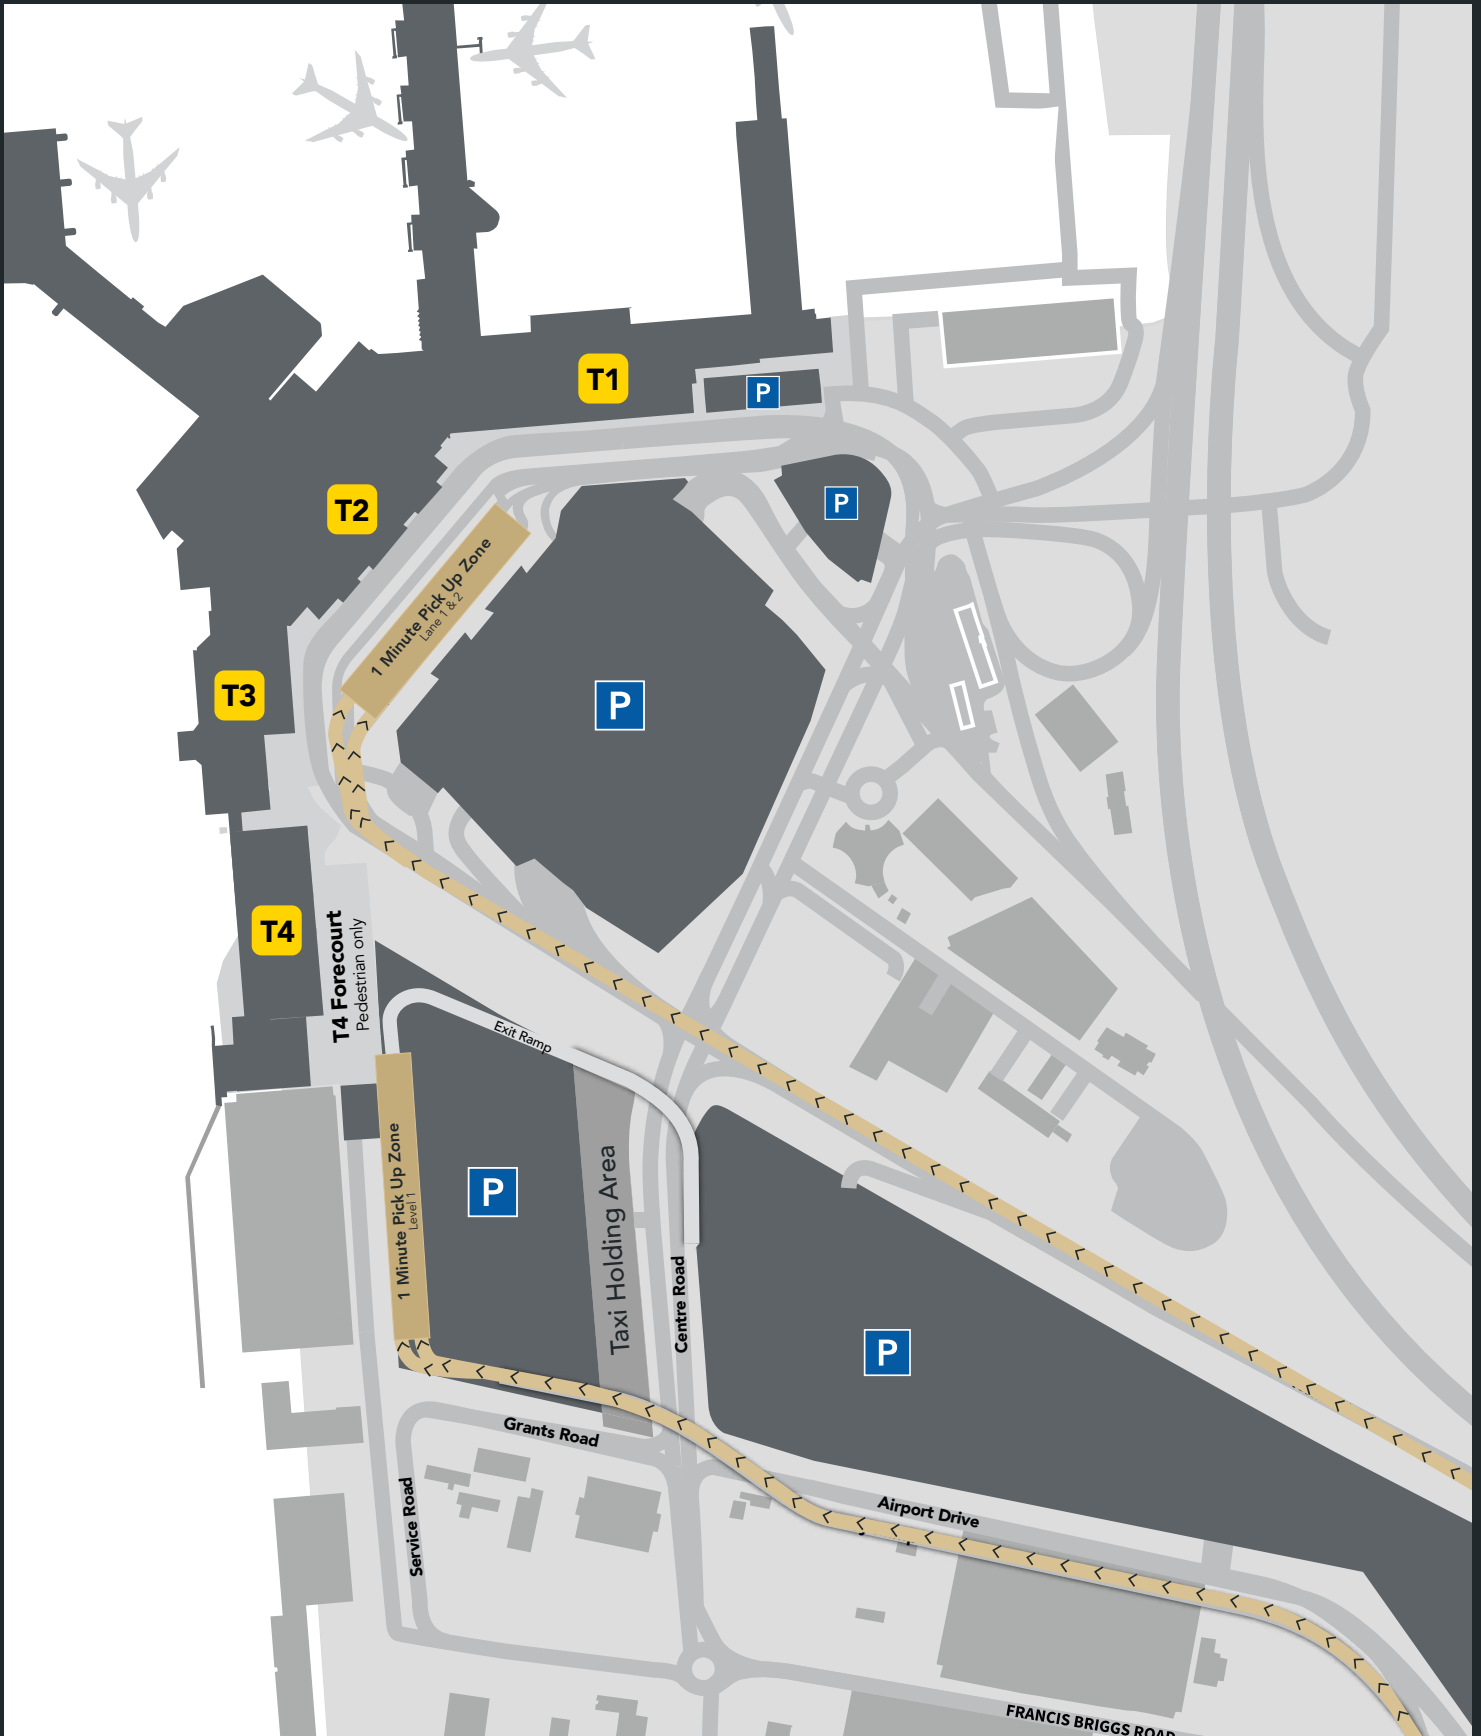 T1
P
T2
P
1 Minute Pick Up Zone
Lane 1 & 2
T3
P
T4
T4 Forecourt
Pedestrian only
Exit Ramp
1 Minute Pick Up Zone
Level 1
P
Taxi Holding Area
Centre Road
P
Grants Road
Service Road
Airport Drive
FRANCIS BRIGGS ROAD